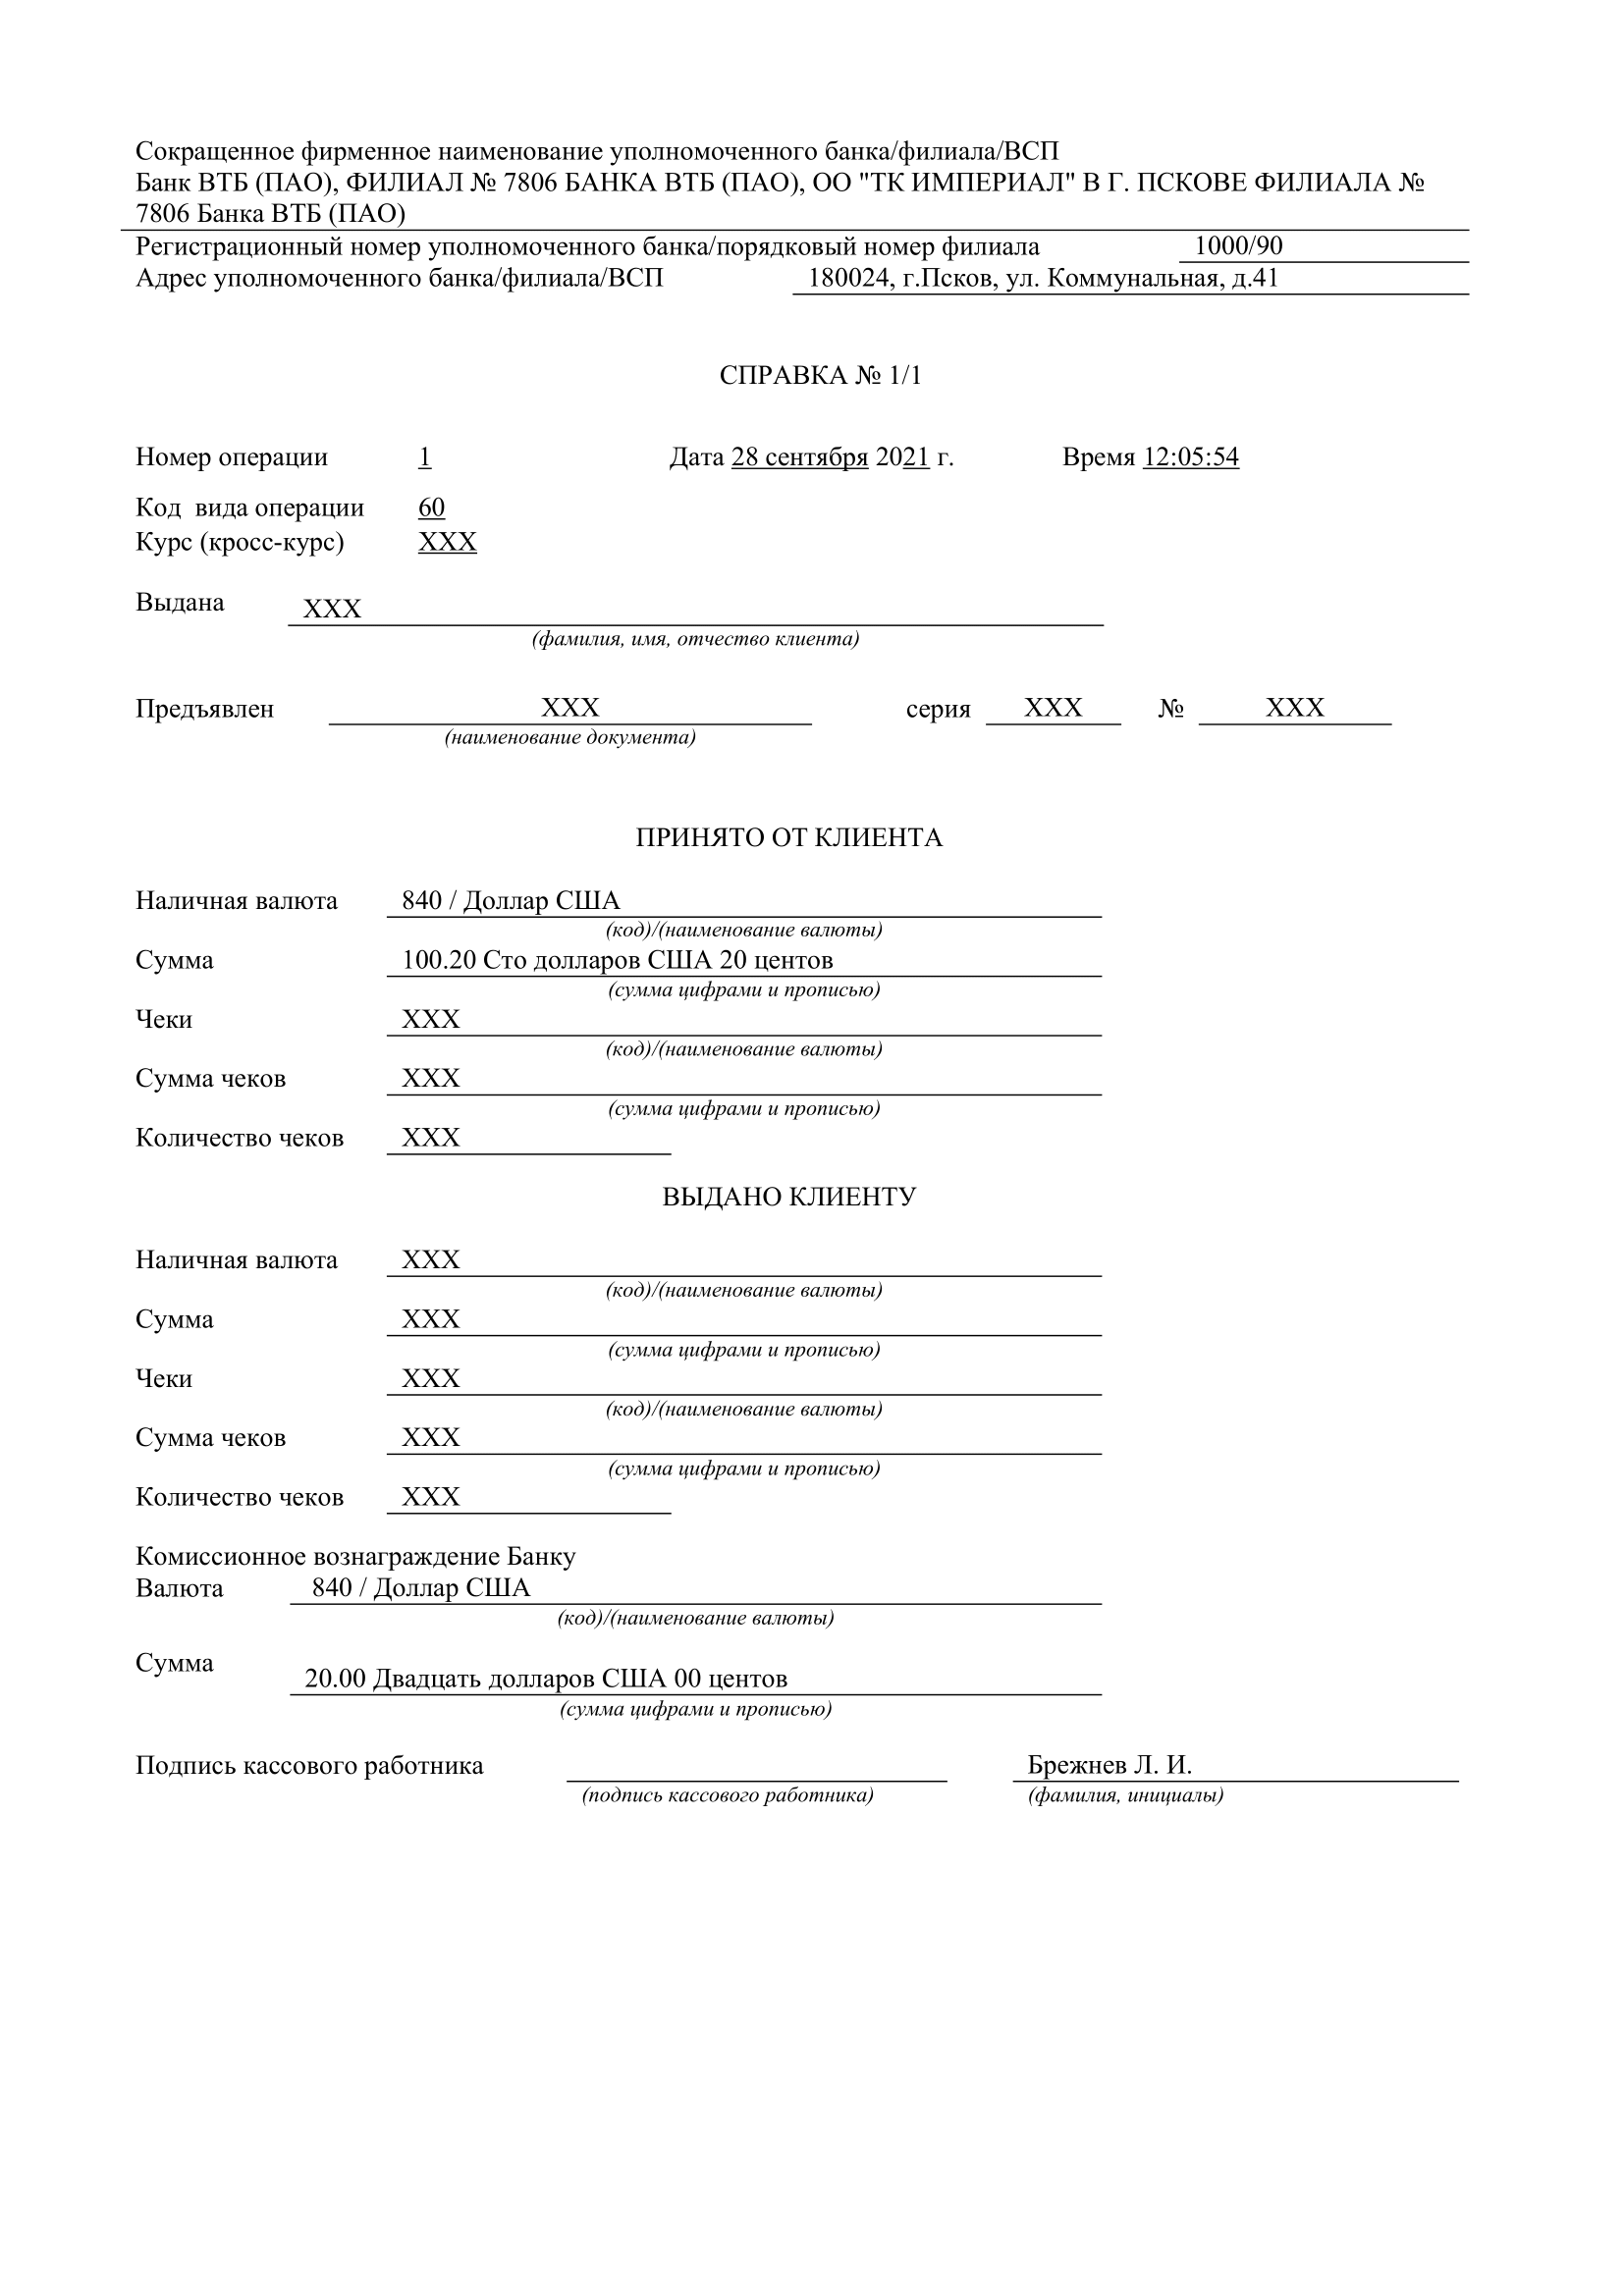 Сокращенное фирменное наименование уполномоченного банка/филиала/ВСП
Банк ВТБ (ПАО), ФИЛИАЛ № 7806 БАНКА ВТБ (ПАО), ОО "ТК ИМПЕРИАЛ" В Г. ПСКОВЕ ФИЛИАЛА №
7806 Банка ВТБ (ПАО)
Регистрационный номер уполномоченного банка/порядковый номер филиала 1000/90
Адрес уполномоченного банка/филиала/ВСП 180024, г.Псков, ул. Коммунальная, д.41
СПРАВКА № 1/1
Номер операции 1 Дата 28 сентября 2021 г. Время 12:05:54
Код вида операции 60
Курс (кросс-курс) XXX
Выдана XXX
(фамилия, имя, отчество клиента)
Предъявлен XXX серия XXX № XXX
(наименование документа)
ПРИНЯТО ОТ КЛИЕНТА
Наличная валюта 840 / Доллар США
(код)/(наименование валюты)
Сумма 100.20 Сто долларов США 20 центов
(сумма цифрами и прописью)
Чеки XXX
(код)/(наименование валюты)
Сумма чеков XXX
(сумма цифрами и прописью)
Количество чеков XXX
ВЫДАНО КЛИЕНТУ
Наличная валюта XXX
(код)/(наименование валюты)
Сумма XXX
(сумма цифрами и прописью)
Чеки XXX
(код)/(наименование валюты)
Сумма чеков XXX
(сумма цифрами и прописью)
Количество чеков XXX
Комиссионное вознаграждение Банку
Валюта 840 / Доллар США
(код)/(наименование валюты)
Сумма 20.00 Двадцать долларов США 00 центов
(сумма цифрами и прописью)
Подпись кассового работника Брежнев Л. И.
(подпись кассового работника) (фамилия, инициалы)